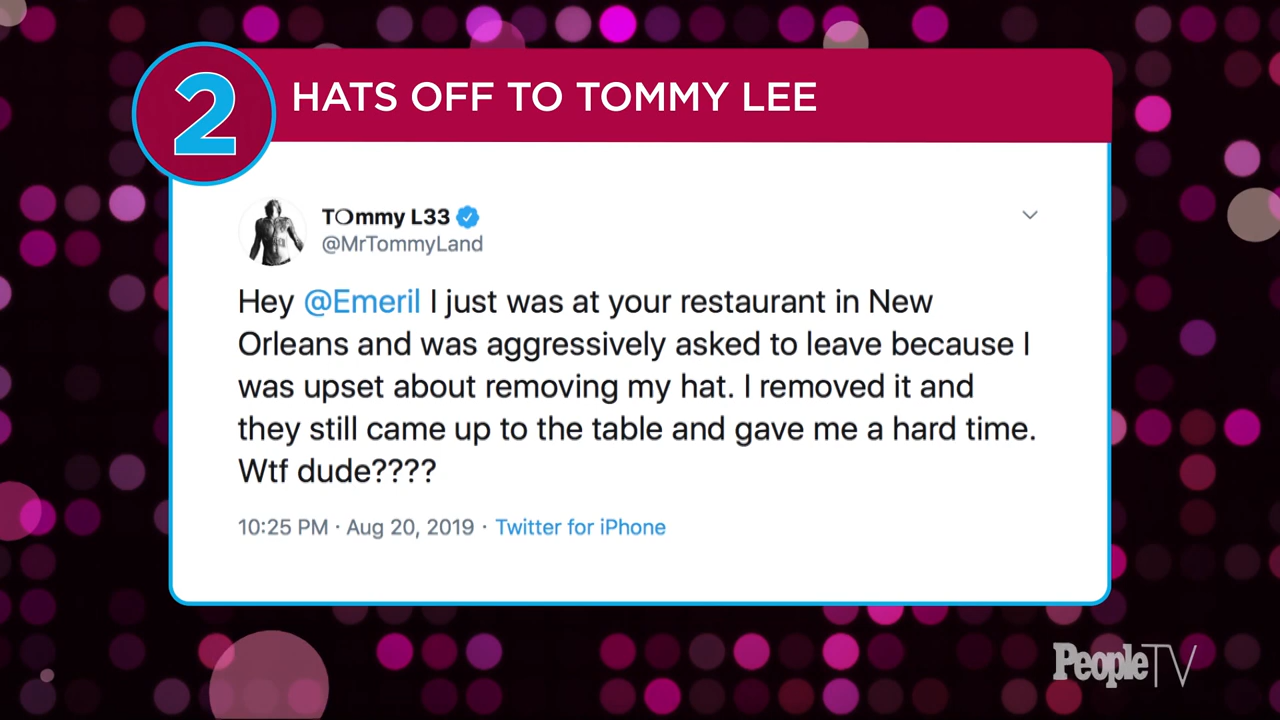 2
HATS OFF TO TOMMY LEE
TOmmy L33
@MrTommyLand
Hey @Emeril I just was at your restaurant in New
Orleans and was aggressively asked to leave because I
was upset about removing my hat. I removed it and
they still came up to the table and gave me a hard time.
Wtf dude????
10:25 PM · Aug 20, 2019 · Twitter for iPhone
PeopleTV